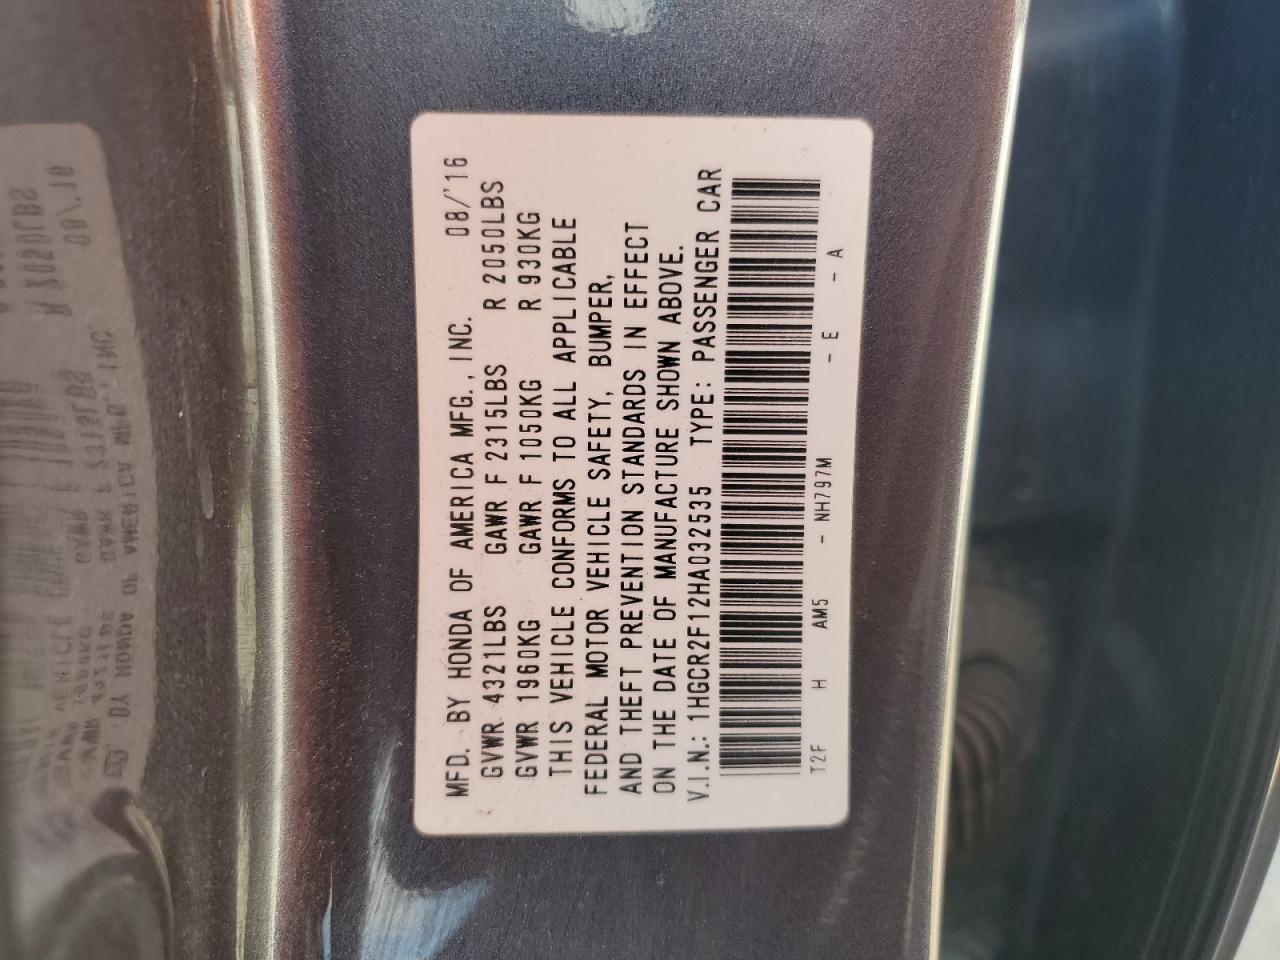 MFD. BY HONDA OF AMERICA MFG., INC. 08/'16
GVWR 4321LBS GAWR F 2315LBS R 2050LBS
GVWR 1960KG GAWR F 1050KG R 930KG
THIS VEHICLE CONFORMS TO ALL APPLICABLE
FEDERAL MOTOR VEHICLE SAFETY, BUMPER,
AND THEFT PREVENTION STANDARDS IN EFFECT
ON THE DATE OF MANUFACTURE SHOWN ABOVE.
V.I.N.: 1HGCR2F12HA032535 TYPE: PASSENGER CAR
T2F H AM5 - NH797M - E - A